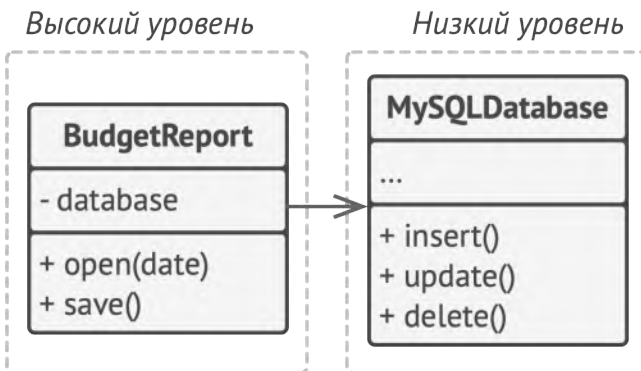 Высокий уровень
Низкий уровень
BudgetReport
- database
+ open(date)
+ save()
MySQLDatabase
...
+ insert()
+ update()
+ delete()